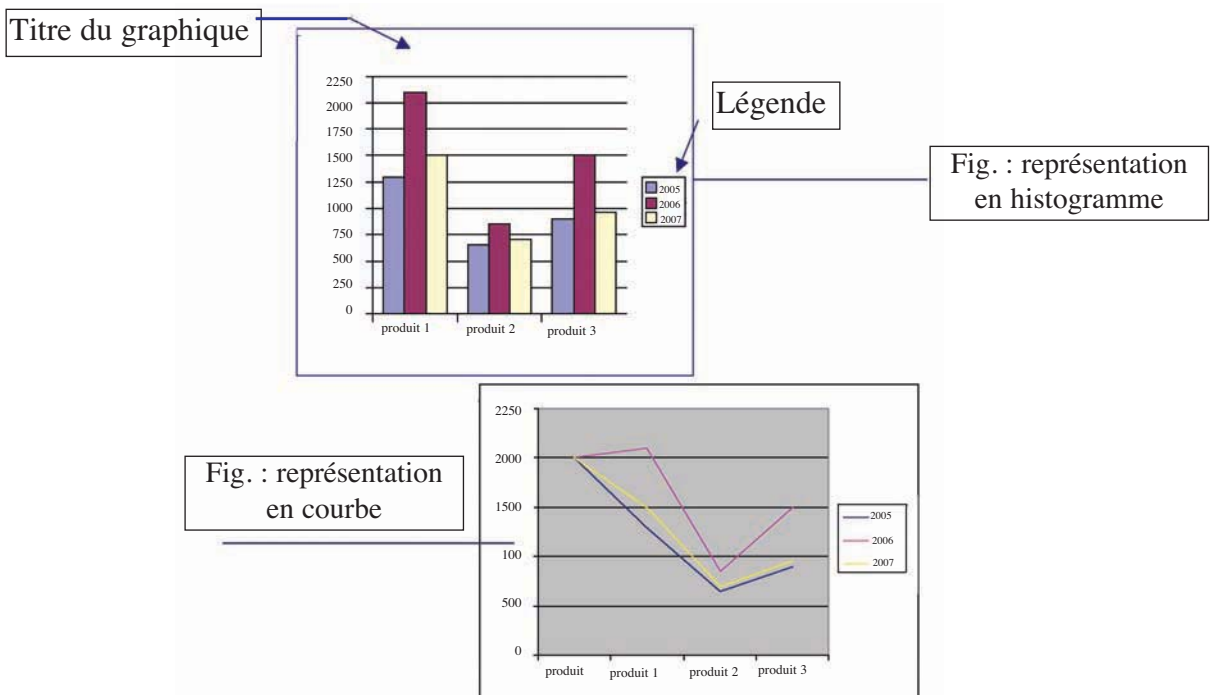 Titre du graphique
2250
2000
1750
1500
1250
1000
750
500
250
0
produit 1 produit 2 produit 3
Légende
2005
2006
2007
Fig. : représentation
en histogramme
Fig. : représentation
en courbe
2250
2000
1500
100
500
0
produit produit 1 produit 2 produit 3
2005
2006
2007